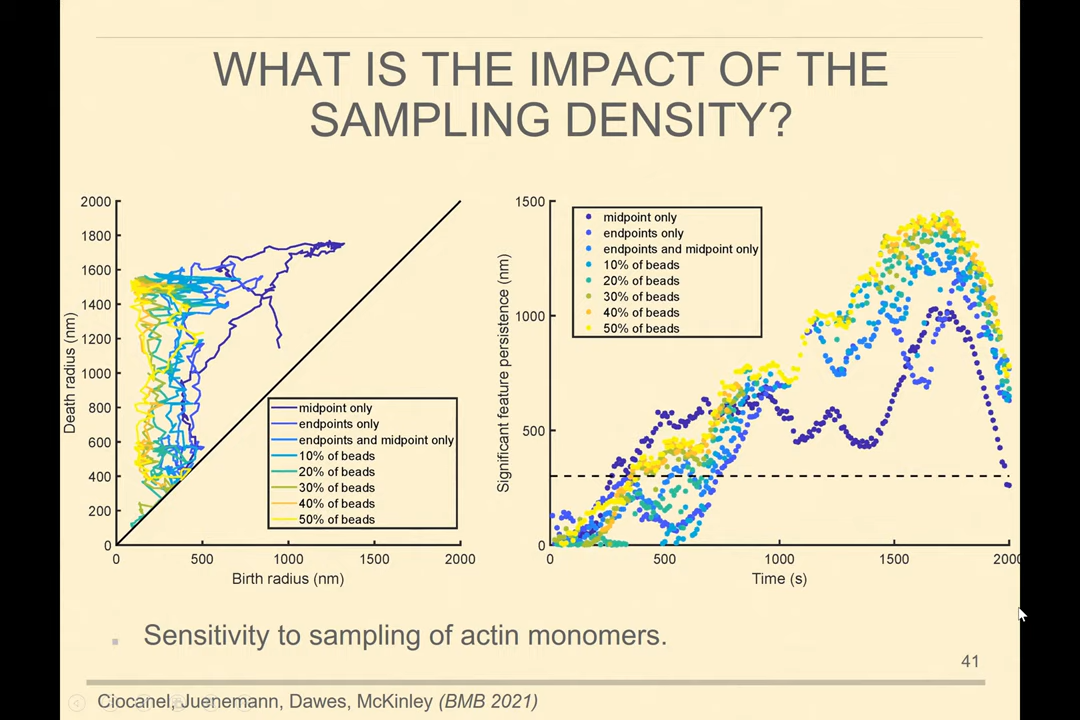 WHAT IS THE IMPACT OF THE
SAMPLING DENSITY?
2000
1800
1600
1400
1200
1000
800
600
400
200
0
Death radius (nm)
0
500
1000
1500
2000
Birth radius (nm)
midpoint only
endpoints only
endpoints and midpoint only
10% of beads
20% of beads
30% of beads
40% of beads
50% of beads
1500
1000
500
0
Significant feature persistence (nm)
0
500
1000
1500
2000
Time (s)
midpoint only
endpoints only
endpoints and midpoint only
10% of beads
20% of beads
30% of beads
40% of beads
50% of beads
Sensitivity to sampling of actin monomers.
41
Ciocanel, Juenemann, Dawes, McKinley (BMB 2021)